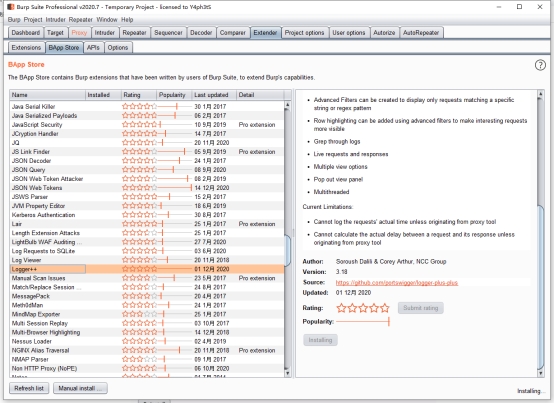 Burp Suite Professional v2020.7 - Temporary Project - licensed to Y4ph3tS
Burp Project Intruder Repeater Window Help
Dashboard Target Proxy Intruder Repeater Sequencer Decoder Comparer Extender Project options User options Autorize AutoRepeater
Extensions BApp Store APIs Options
BApp Store
The BApp Store contains Burp extensions that have been written by users of Burp Suite, to extend Burp's capabilities.
Name Installed Rating Popularity Last updated Detail
Java Serial Killer 30 1月 2017
Java Serialized Payloads 06 2月 2017
JavaScript Security 10 9月 2019 Pro extension
JCryption Handler 14 7月 2017
JQ 20 11月 2020
JS Link Finder 05 9月 2019 Pro extension
JSON Decoder 24 1月 2017
JSON Query 08 9月 2020
JSON Web Token Attacker 08 2月 2019
JSON Web Tokens 14 12月 2020
JSWS Parser 15 2月 2017
JVM Property Editor 18 6月 2019
Kerberos Authentication 30 8月 2017
Lair 25 1月 2017 Pro extension
Length Extension Attacks 25 1月 2017
LightBulb WAF Auditing ... 27 7月 2020
Log Requests to SQLite 03 6月 2020
Log Viewer 20 11月 2018
Logger++ 01 12月 2020
Manual Scan Issues 23 5月 2017 Pro extension
Match/Replace Session ... 24 8月 2017
MessagePack 20 4月 2017
Meth0dMan 24 1月 2017
MindMap Exporter 25 1月 2017
Multi Session Replay 03 10月 2017
Multi-Browser Highlighting 14 12月 2018
Nessus Loader 02 4月 2019
NGINX Alias Traversal 20 11月 2018 Pro extension
NMAP Parser 09 1月 2017
Non HTTP Proxy (NoPE) 06 10月 2020
Refresh list Manual install ...
• Advanced Filters can be created to display only requests matching a specific
string or regex pattern
• Row highlighting can be added using advanced filters to make interesting requests
more visible
• Grep through logs
• Live requests and responses
• Multiple view options
• Pop out view panel
• Multithreaded
Current Limitations:
• Cannot log the requests' actual time unless originating from proxy tool
• Cannot calculate the actual delay between a request and its response unless
originating from proxy tool
Author: Soroush Dalili & Corey Arthur, NCC Group
Version: 3.18
Source: https://github.com/portswigger/logger-plus-plus
Updated: 01 12月 2020
Rating: Submit rating
Popularity:
Installing
Installing...